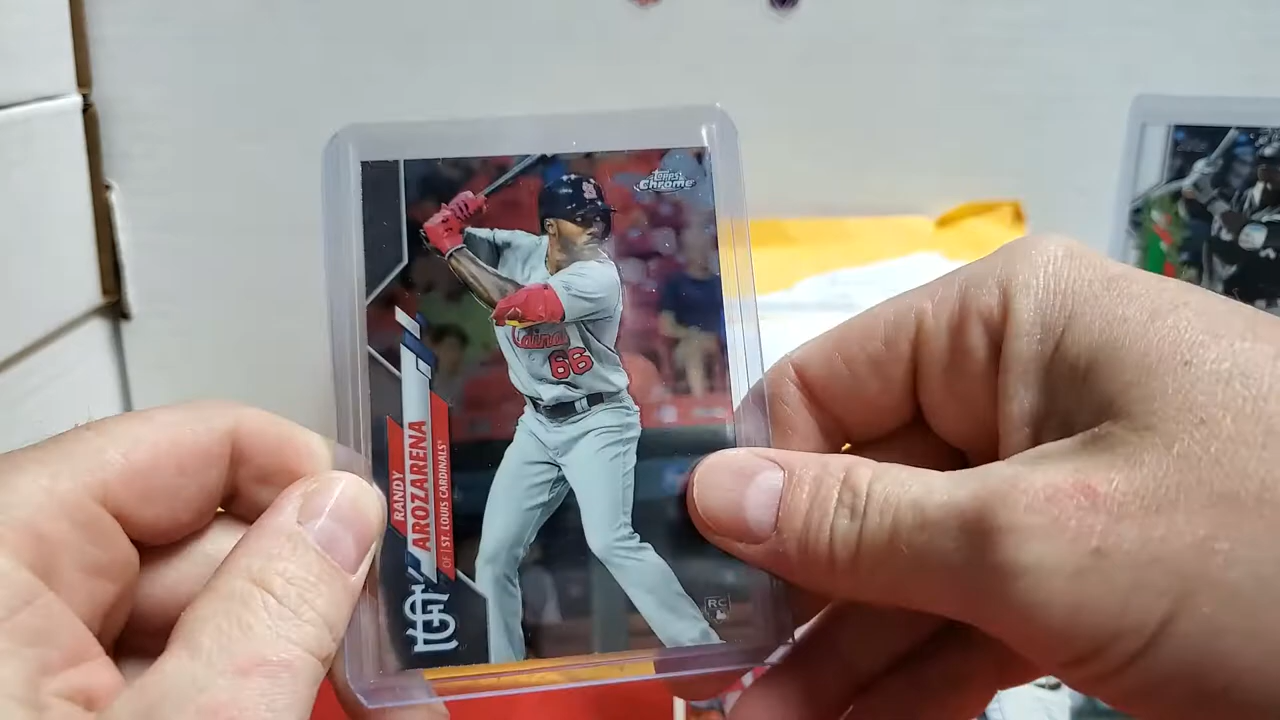 Topps
Chrome
Cardinals
66
RANDY
AROZARENA
OF | ST. LOUIS CARDINALS®
STL
RC